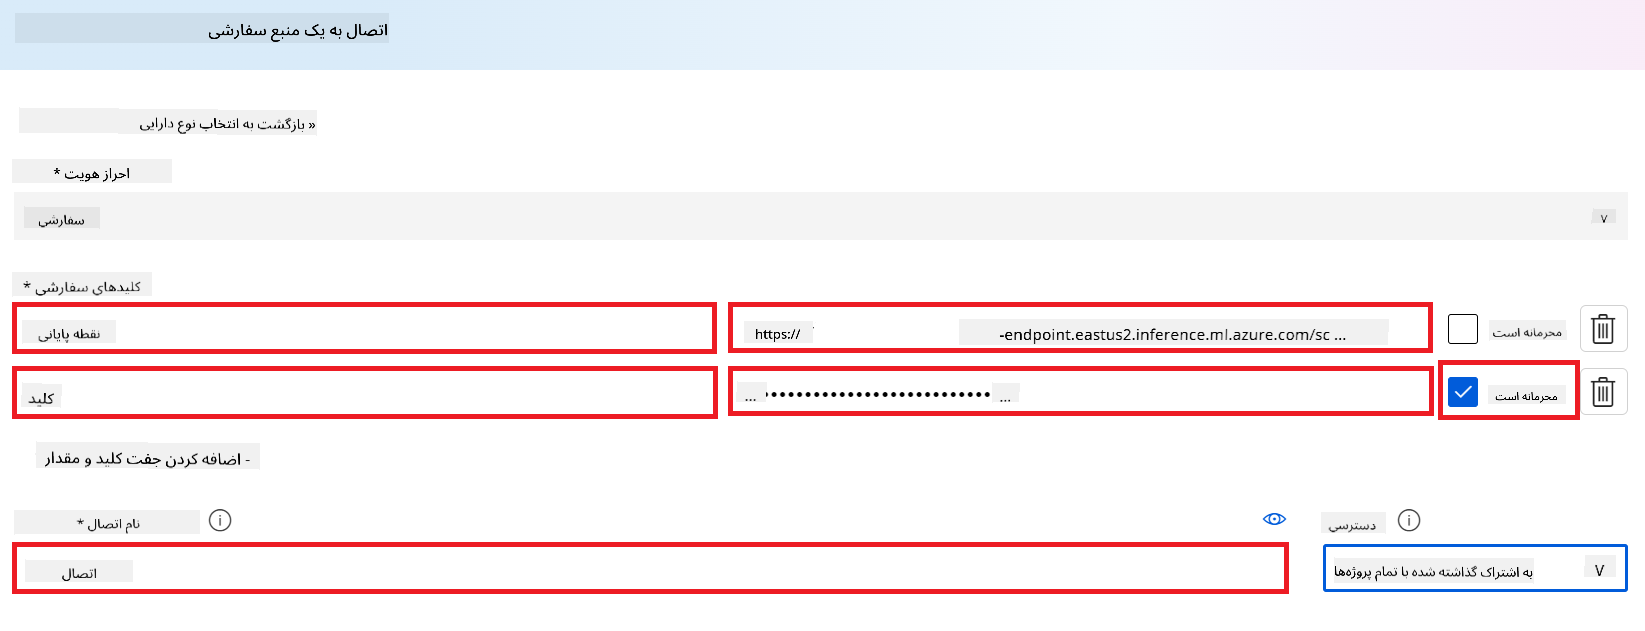 اتصال به یک منبع سفارشی
« بازگشت به انتخاب نوع دارایی
احراز هویت *
سفارشی
کلیدهای سفارشی *
نقطه پایانی https:// -endpoint.eastus2.inference.ml.azure.com/sc ... محرمانه است
کلید ... •••••••••••••••••••••••••• ... محرمانه است
- اضافه کردن جفت کلید و مقدار
نام اتصال * دسترسی
اتصال به اشتراک گذاشته شده با تمام پروژه‌ها